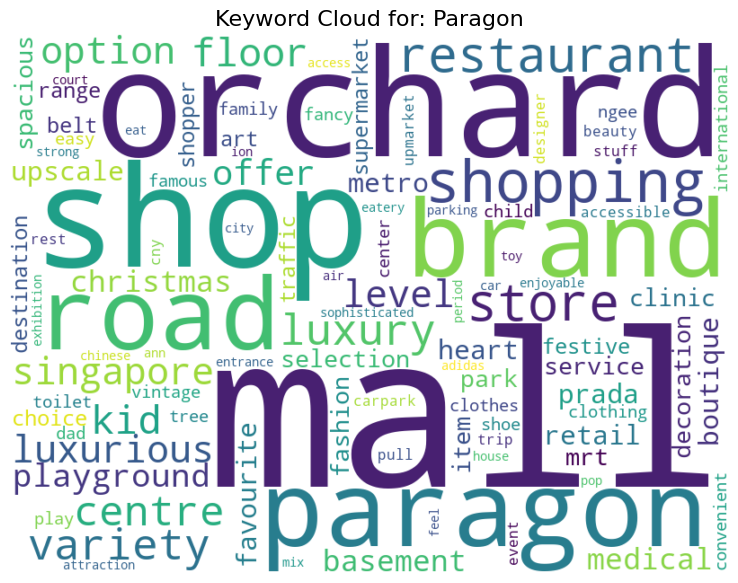 Keyword Cloud for: Paragon
option
floor
access
restaurant
spacious
court
range
orchard
supermarket
international
shopper
family
fancy
upmarket
designer
ngee
beauty
stuff
belt
easy
eat
art
ion
strong
upscale
famous
offer
metro
shopping
shop
eatery
parking
child
accessible
rest
cny
city
traffic
center
brand
toy
destination
exhibition
christmas
air
level
period
car
enjoyable
store
clinic
road
luxury
sophisticated
chinese
ann
selection
heart
festive
decoration
boutique
singapore
entrance
mall
adidas
park
service
toilet
vintage
fashion
carpark
clothes
prada
clothing
choice
kid
tree
favourite
item
shoe
trip
retail
dad
luxurious
pull
house
mrt
playground
paragon
pop
convenient
play
centre
feel
event
variety
attraction
mix
basement
medical